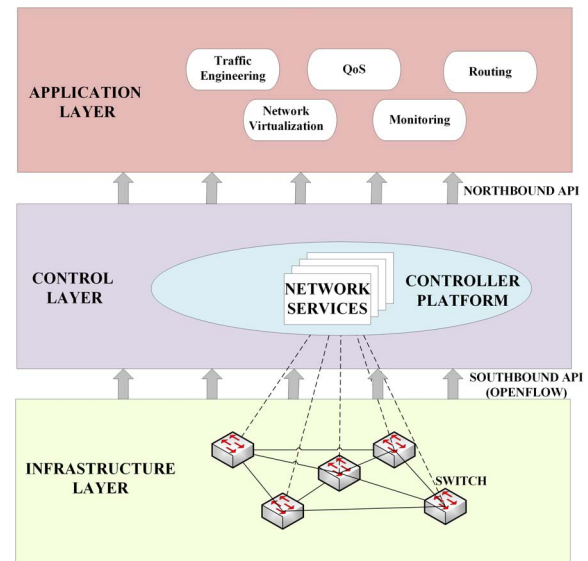 Traffic
Engineering
QoS
Routing
APPLICATION
LAYER
Network
Virtualization
Monitoring
NORTHBOUND API
CONTROL
LAYER
NETWORK
SERVICES
CONTROLLER
PLATFORM
SOUTHBOUND API
(OPENFLOW)
INFRASTRUCTURE
LAYER
SWITCH